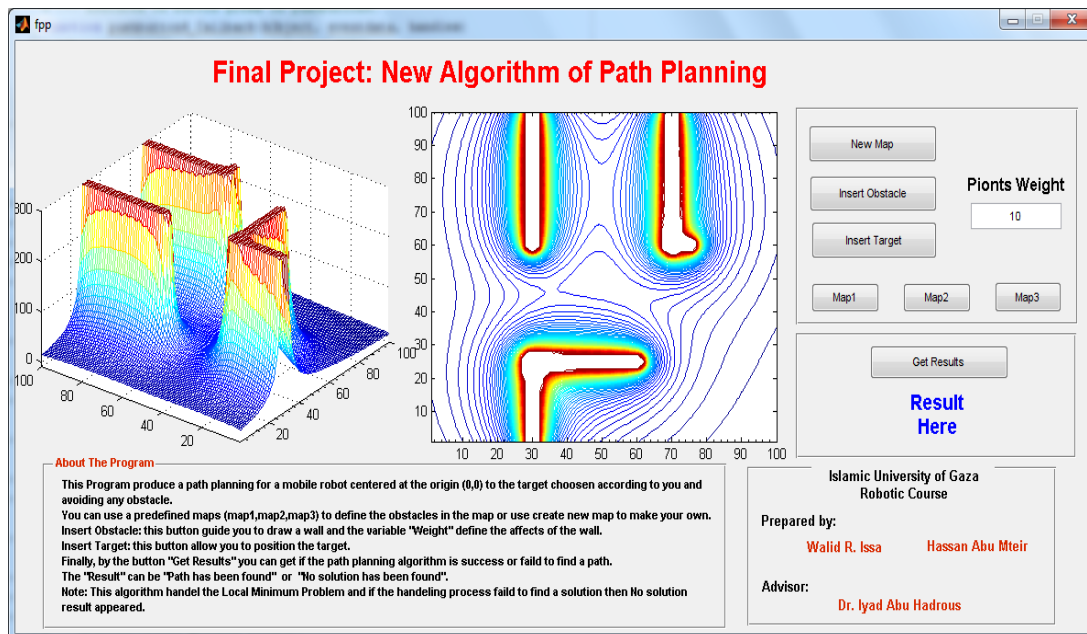 fpp
Final Project: New Algorithm of Path Planning
300
200
100
0
100
80
60
40
20
20
40
60
80
100
100
90
80
70
60
50
40
30
20
10
10 20 30 40 50 60 70 80 90 100
New Map
Insert Obstacle
Insert Target
Pionts Weight
10
Map1 Map2 Map3
Get Results
Result
Here
About The Program
This Program produce a path planning for a mobile robot centered at the origin (0,0) to the target choosen according to you and
avoiding any obstacle.
You can use a predefined maps (map1,map2,map3) to define the obstacles in the map or use create new map to make your own.
Insert Obstacle: this button guide you to draw a wall and the variable "Weight" define the affects of the wall.
Insert Target: this button allow you to position the target.
Finally, by the button "Get Results" you can get if the path planning algorithm is success or faild to find a path.
The "Result" can be "Path has been found" or "No solution has been found".
Note: This algorithm handel the Local Minimum Problem and if the handeling process faild to find a solution then No solution
result appeared.
Islamic University of Gaza
Robotic Course
Prepared by:
Walid R. Issa Hassan Abu Mteir
Advisor:
Dr. Iyad Abu Hadrous